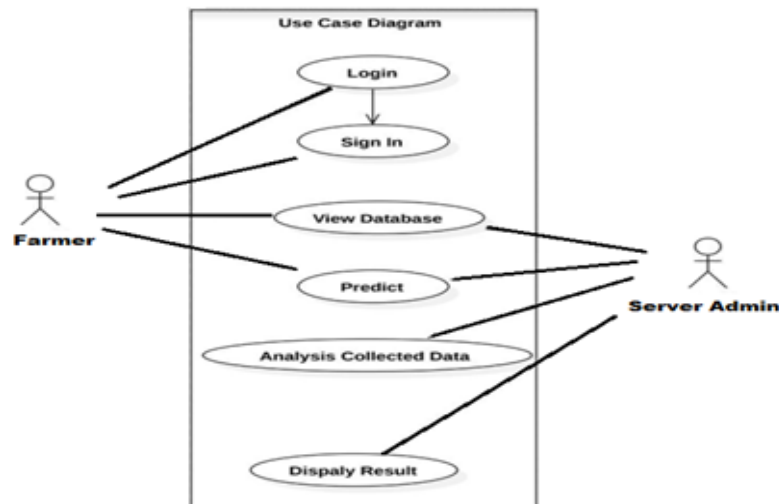 Use Case Diagram
Login
Sign In
View Database
Farmer
Predict
Server Admin
Analysis Collected Data
Dispaly Result